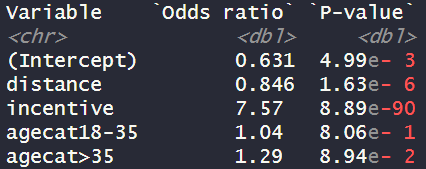 Variable `Odds ratio` `P-value`
<chr> <dbl> <dbl>
(Intercept) 0.631 4.99e- 3
distance 0.846 1.63e- 6
incentive 7.57 8.89e-90
agecat18-35 1.04 8.06e- 1
agecat>35 1.29 8.94e- 2